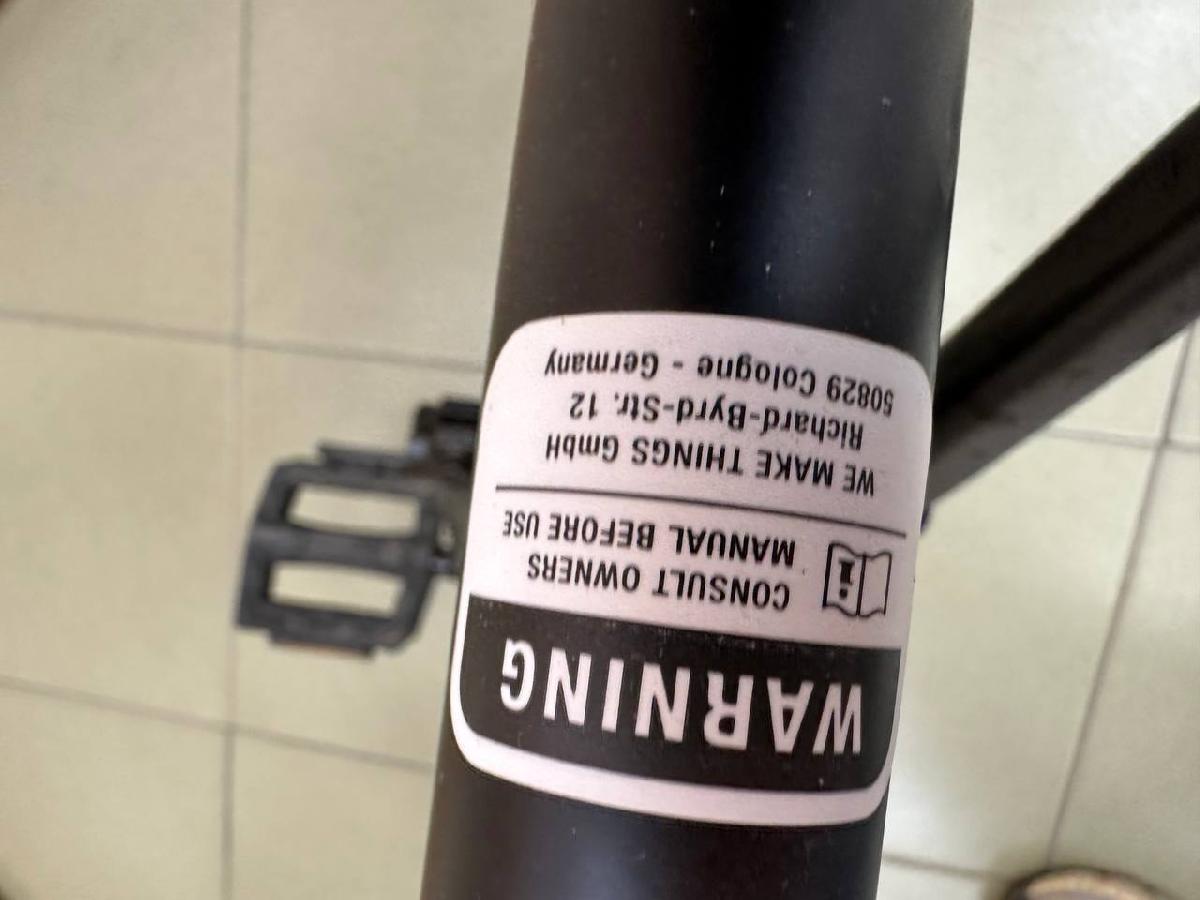 WARNING
CONSULT OWNERS
MANUAL BEFORE USE
WE MAKE THINGS GmbH
Richard-Byrd-Str. 12
50829 Cologne - Germany